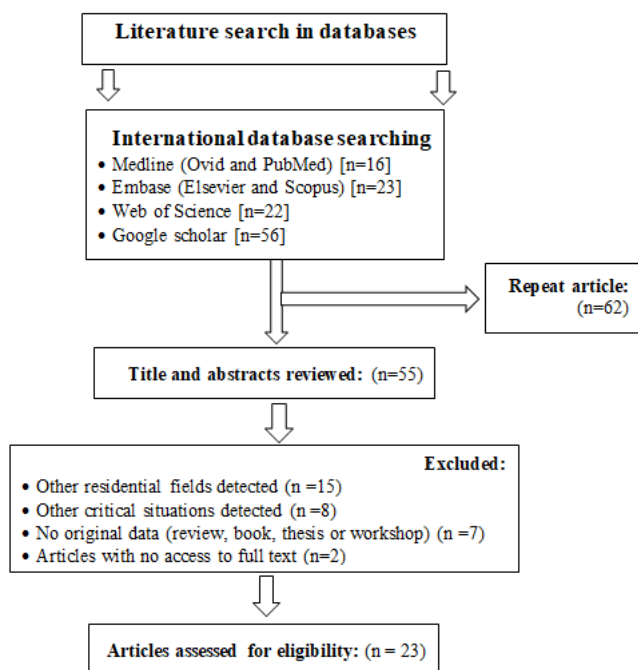 Literature search in databases
International database searching
• Medline (Ovid and PubMed) [n=16]
• Embase (Elsevier and Scopus) [n=23]
• Web of Science [n=22]
• Google scholar [n=56]
Repeat article:
(n=62)
Title and abstracts reviewed: (n=55)
Excluded:
• Other residential fields detected (n =15)
• Other critical situations detected (n =8)
• No original data (review, book, thesis or workshop) (n =7)
• Articles with no access to full text (n=2)
Articles assessed for eligibility: (n = 23)